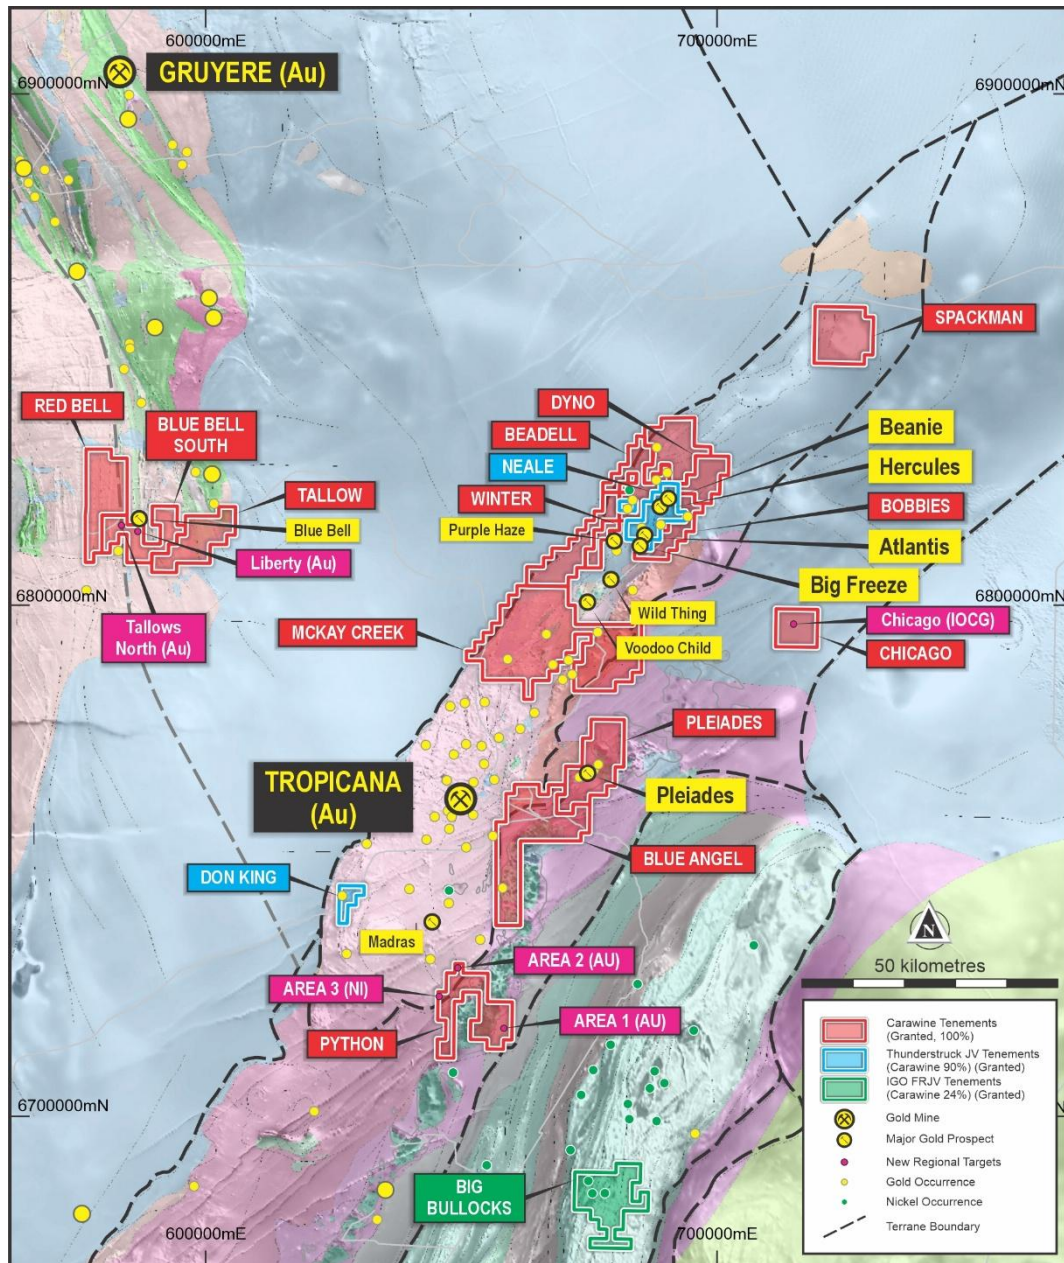 600000mE
700000mE
GRUYERE (Au)
6900000mN
6900000mN
SPACKMAN
RED BELL
DYNO
BLUE BELL
SOUTH
BEADELL
Beanie
NEALE
Hercules
TALLOW
WINTER
BOBBIES
Blue Bell
Purple Haze
Atlantis
Liberty (Au)
Big Freeze
6800000mN
6800000mN
Wild Thing
Tallows
North (Au)
MCKAY CREEK
Voodoo Child
Chicago (IOCG)
CHICAGO
PLEIADES
TROPICANA
(Au)
Pleiades
BLUE ANGEL
DON KING
Madras
N
AREA 2 (AU)
50 kilometres
AREA 3 (NI)
AREA 1 (AU)
PYTHON
Carawine Tenements
(Granted, 100%)
Thunderstruck JV Tenements
(Carawine 90%) (Granted)
IGO FRJV Tenements
(Carawine 24%) (Granted)
6700000mN
Gold Mine
Major Gold Prospect
New Regional Targets
Gold Occurrence
Nickel Occurrence
Terrane Boundary
BIG
BULLOCKS
600000mE
700000mE